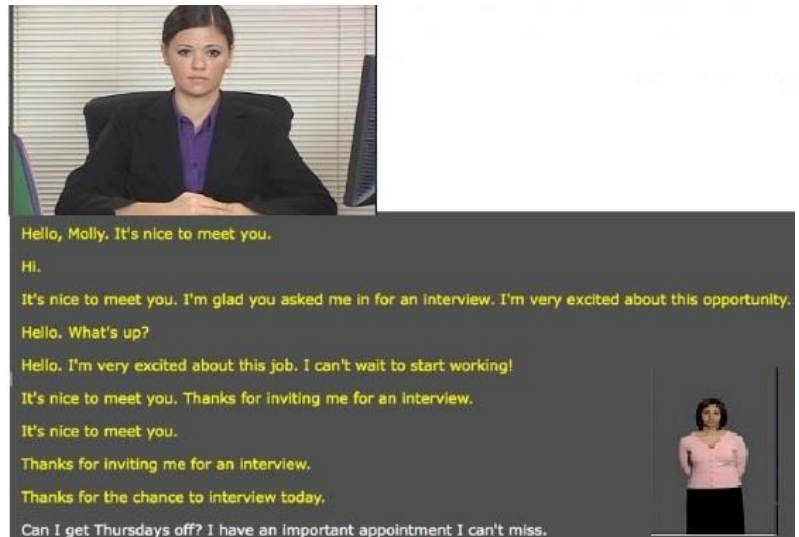 Hello, Molly. It's nice to meet you.
Hi.
It's nice to meet you. I'm glad you asked me in for an interview. I'm very excited about this opportunity.
Hello. What's up?
Hello. I'm very excited about this job. I can't wait to start working!
It's nice to meet you. Thanks for inviting me for an interview.
It's nice to meet you.
Thanks for inviting me for an interview.
Thanks for the chance to interview today.
Can I get Thursdays off? I have an important appointment I can't miss.